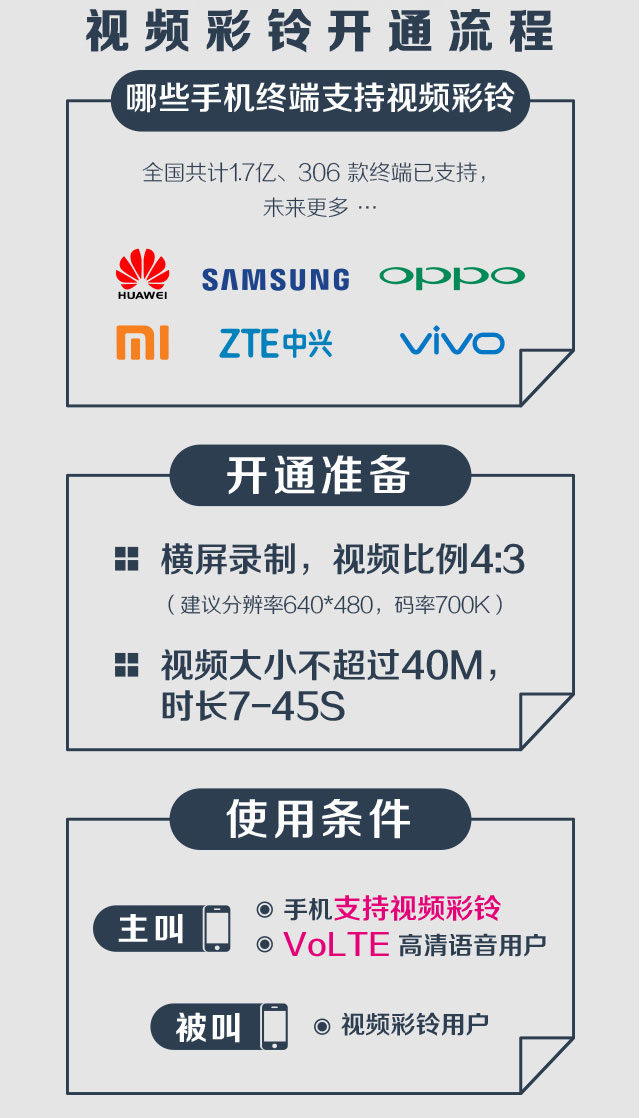 视频彩铃开通流程
哪些手机终端支持视频彩铃
全国共计1.7亿、306 款终端已支持，
未来更多 …
HUAWEI
SAMSUNG
oppo
mi
ZTE中兴
vivo
开通准备
横屏录制，视频比例4:3
（建议分辨率640*480，码率700K）
视频大小不超过40M，
时长7-45S
使用条件
主叫
手机支持视频彩铃
VoLTE 高清语音用户
被叫
视频彩铃用户